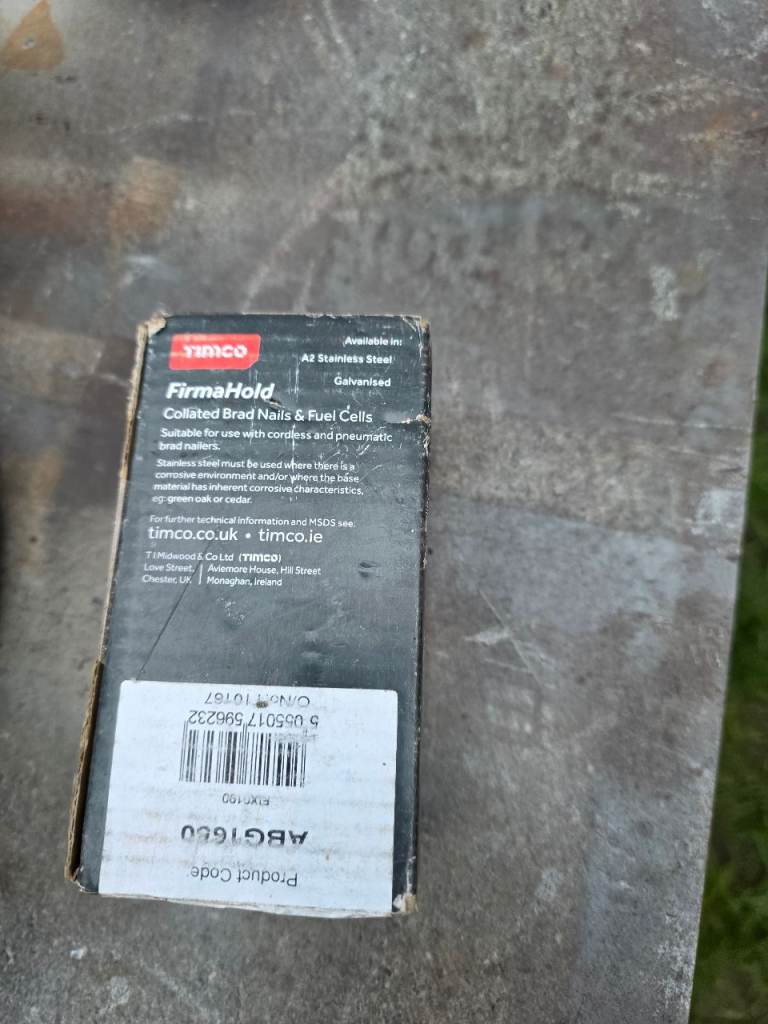 TIMCO
Available in:
A2 Stainless Steel
Galvanised
FirmaHold
Collated Brad Nails & Fuel Cells
Suitable for use with cordless and pneumatic
brad nailers.
Stainless steel must be used where there is a
corrosive environment and/or where the base
material has inherent corrosive characteristics,
eg: green oak or cedar.
For further technical information and MSDS see:
timco.co.uk • timco.ie
T I Midwood & Co Ltd (TIMCO)
Love Street, | Aviemore House, Hill Street
Chester, UK | Monaghan, Ireland
Product Code:
ABG1650
5 055017 596232
O/No.: 110167